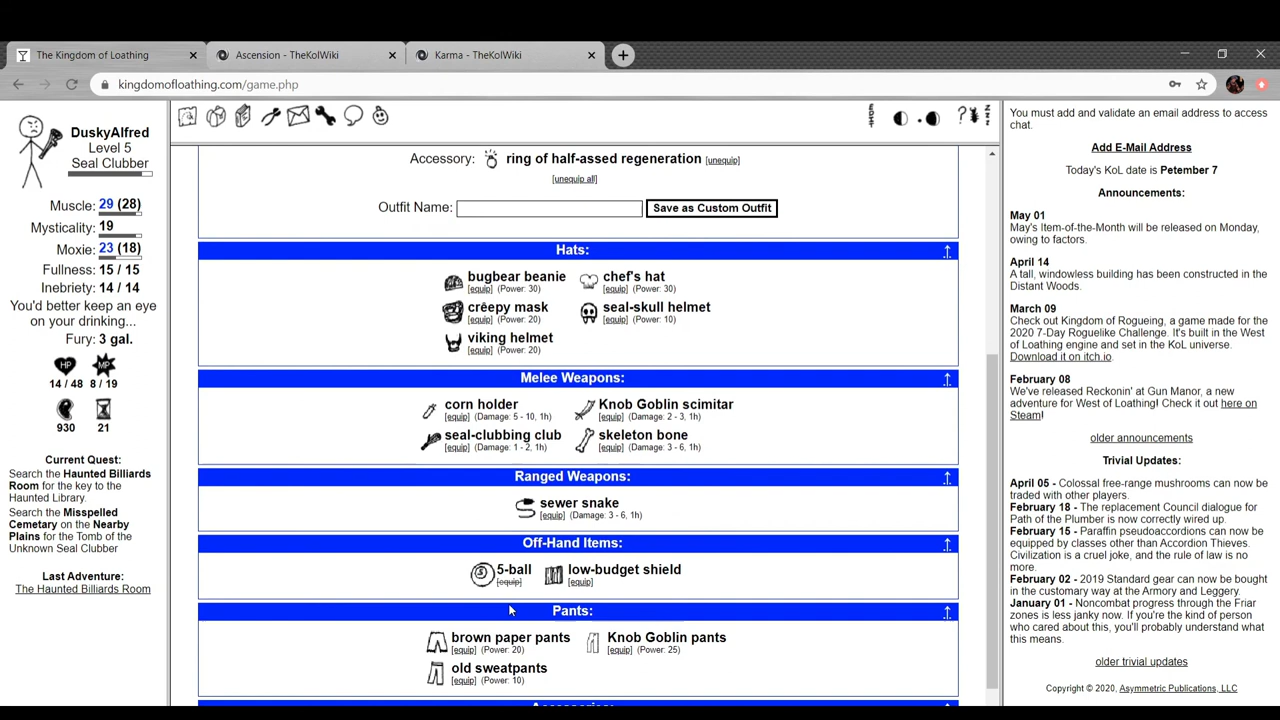 The Kingdom of Loathing
Ascension - TheKolWiki
Karma - TheKolWiki
kingdomofloathing.com/game.php
DuskyAlfred
Level 5
Seal Clubber
Muscle: 29 (28)
Mysticality: 19
Moxie: 23 (18)
Fullness: 15 / 15
Inebriety: 14 / 14
You'd better keep an eye
on your drinking...
Fury: 3 gal.
HP MP
14 / 48 8 / 19
930 21
Current Quest:
Search the Haunted Billiards
Room for the key to the
Haunted Library.
Search the Misspelled
Cemetary on the Nearby
Plains for the Tomb of the
Unknown Seal Clubber
Last Adventure:
The Haunted Billiards Room
Accessory: ring of half-assed regeneration [unequip]
[unequip all]
Outfit Name: Save as Custom Outfit
Hats:
bugbear beanie
[equip] (Power: 30)
chef's hat
[equip] (Power: 30)
crêepy mask
[equip] (Power: 20)
seal-skull helmet
[equip] (Power: 10)
viking helmet
[equip] (Power: 20)
Melee Weapons:
corn holder
[equip] (Damage: 5 - 10, 1h)
Knob Goblin scimitar
[equip] (Damage: 2 - 3, 1h)
seal-clubbing club
[equip] (Damage: 1 - 2, 1h)
skeleton bone
[equip] (Damage: 3 - 6, 1h)
Ranged Weapons:
sewer snake
[equip] (Damage: 3 - 6, 1h)
Off-Hand Items:
5-ball
[equip]
low-budget shield
[equip]
Pants:
brown paper pants
[equip] (Power: 20)
Knob Goblin pants
[equip] (Power: 25)
old sweatpants
[equip] (Power: 10)
You must add and validate an email address to access
chat.
Add E-Mail Address
Today's KoL date is Petember 7
Announcements:
May 01
May's Item-of-the-Month will be released on Monday,
owing to factors.
April 14
A tall, windowless building has been constructed in the
Distant Woods.
March 09
Check out Kingdom of Rogueing, a game made for the
2020 7-Day Roguelike Challenge. It's built in the West
of Loathing engine and set in the KoL universe.
Download it on itch.io.
February 08
We've released Reckonin' at Gun Manor, a new
adventure for West of Loathing! Check it out here on
Steam!
older announcements
Trivial Updates:
April 05 - Colossal free-range mushrooms can now be
traded with other players.
February 18 - The replacement Council dialogue for
Path of the Plumber is now correctly wired up.
February 15 - Paraffin pseudoaccordions can now be
equipped by classes other than Accordion Thieves.
Civilization is a cruel joke, and the rule of law is no
more.
February 02 - 2019 Standard gear can now be bought
in the customary way at the Armory and Leggery.
January 01 - Noncombat progress through the Friar
zones is less janky now. If you're the kind of person
who cared about this, you'll probably understand what
this means.
older trivial updates
Copyright © 2020, Asymmetric Publications, LLC